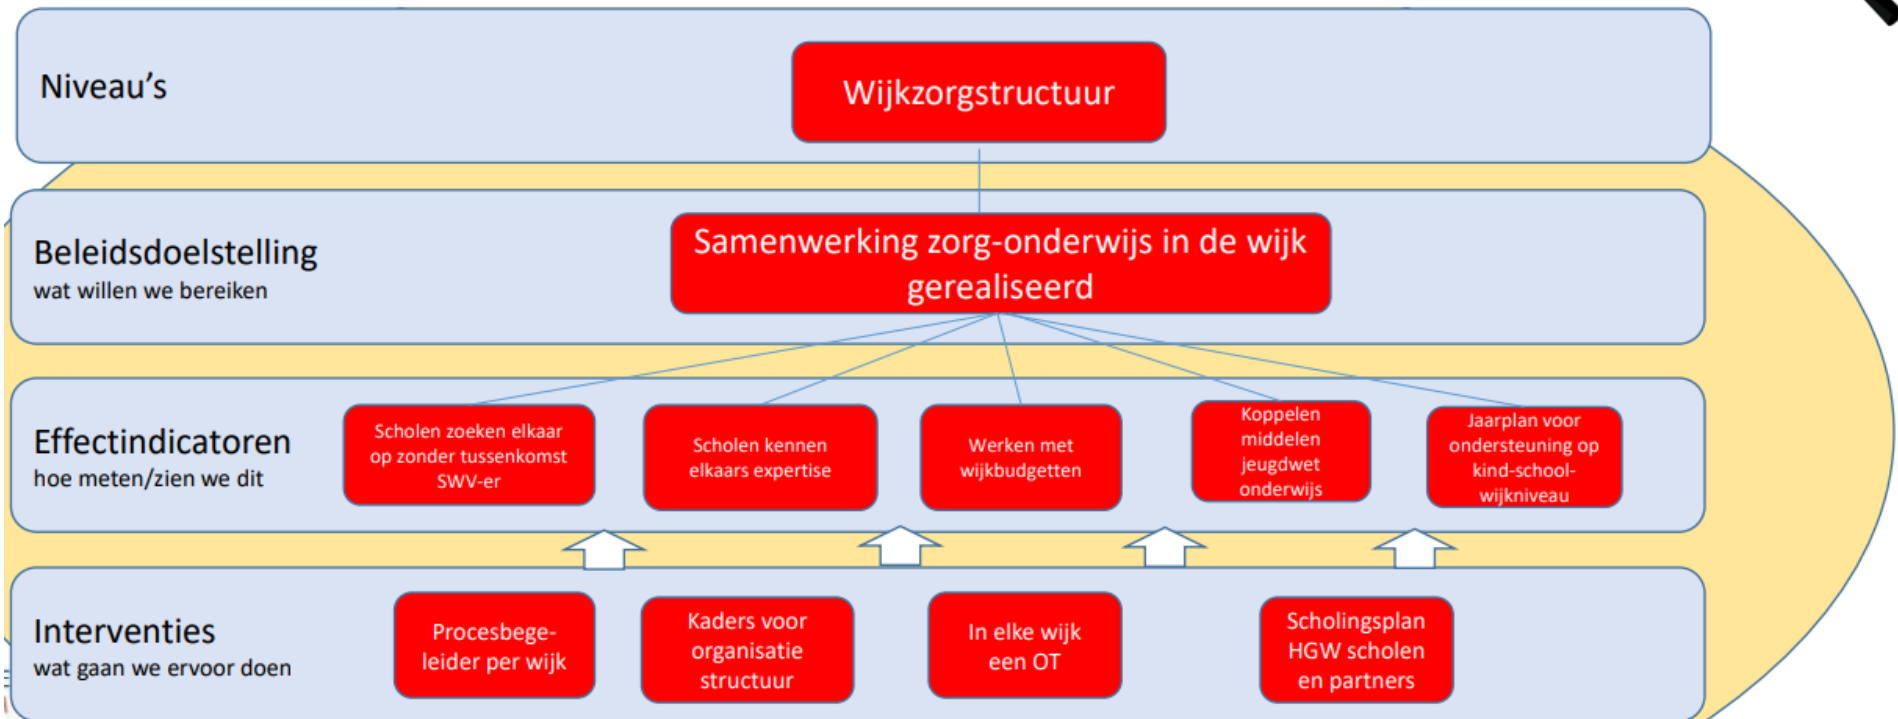 Niveau's
Wijkzorgstructuur
Beleidsdoelstelling
wat willen we bereiken
Samenwerking zorg-onderwijs in de wijk
gerealiseerd
Effectindicatoren
hoe meten/zien we dit
Scholen zoeken elkaar
op zonder tussenkomst
SWV-er
Scholen kennen
elkaars expertise
Werken met
wijkbudgetten
Koppelen
middelen
jeugdwet
onderwijs
Jaarplan voor
ondersteuning op
kind-school-
wijkniveau
Interventies
wat gaan we ervoor doen
Procesbege-
leider per wijk
Kaders voor
organisatie
structuur
In elke wijk
een OT
Scholingsplan
HGW scholen
en partners